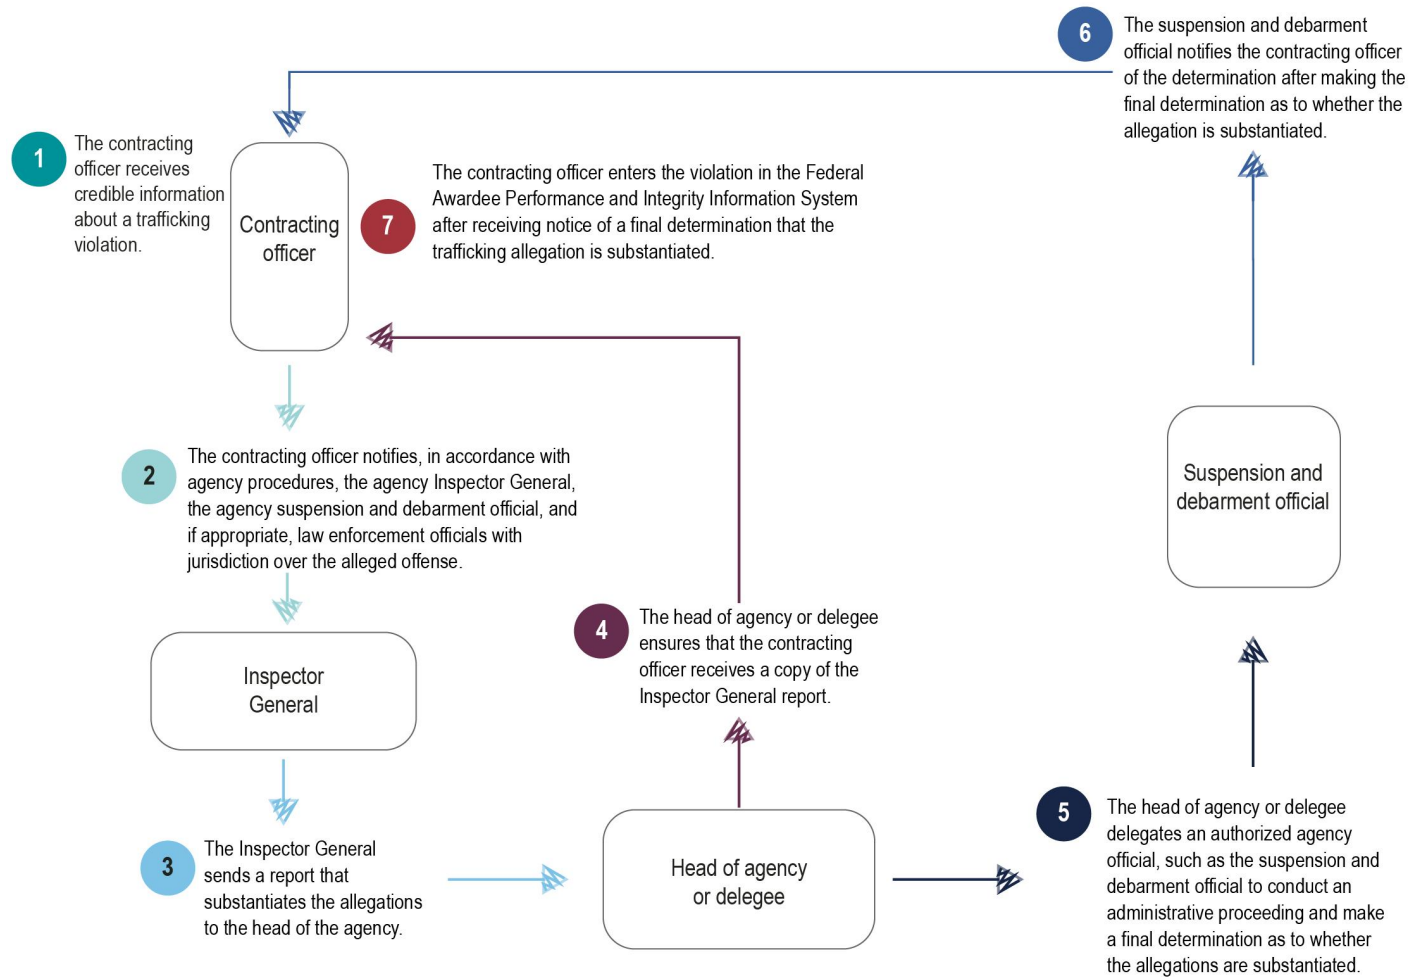 1
The contracting
officer receives
credible information
about a trafficking
violation.
Contracting
officer
7
The contracting officer enters the violation in the Federal
Awardee Performance and Integrity Information System
after receiving notice of a final determination that the
trafficking allegation is substantiated.
6
The suspension and debarment
official notifies the contracting officer
of the determination after making the
final determination as to whether the
allegation is substantiated.
2
The contracting officer notifies, in accordance with
agency procedures, the agency Inspector General,
the agency suspension and debarment official, and
if appropriate, law enforcement officials with
jurisdiction over the alleged offense.
Suspension and
debarment official
Inspector
General
4
The head of agency or delegee
ensures that the contracting
officer receives a copy of the
Inspector General report.
3
The Inspector General
sends a report that
substantiates the allegations
to the head of the agency.
Head of agency
or delegee
5
The head of agency or delegee
delegates an authorized agency
official, such as the suspension and
debarment official to conduct an
administrative proceeding and make
a final determination as to whether
the allegations are substantiated.